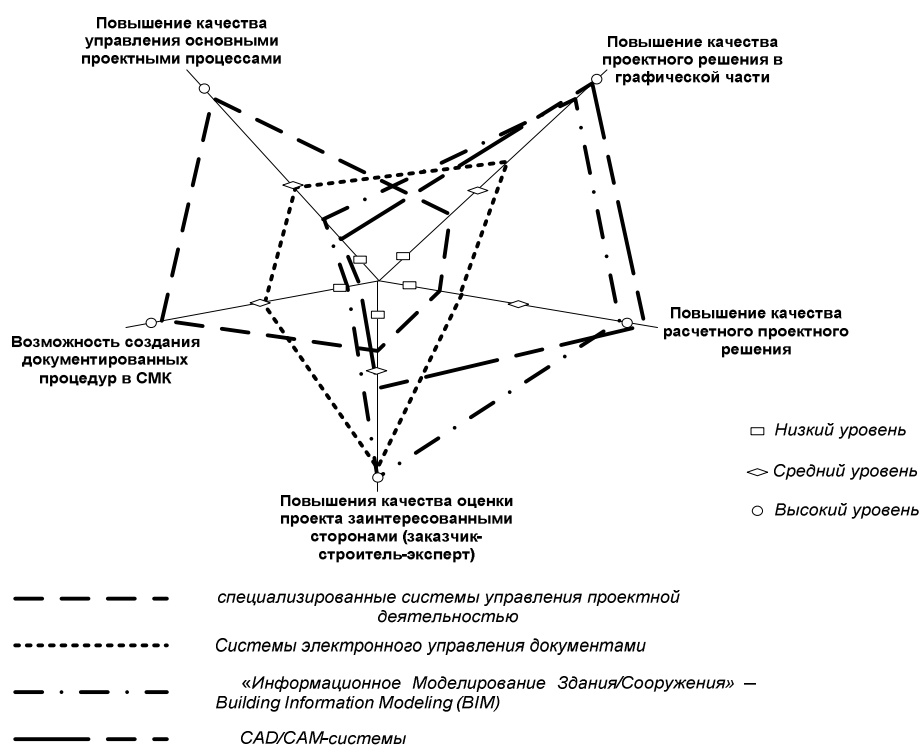 Повышение качества
управления основными
проектными процессами
Повышение качества
проектного решения в
графической части
Возможность создания
документированных
процедур в СМК
Повышение качества
расчетного проектного
решения
Повышения качества оценки
проекта заинтересованными
сторонами (заказчик-
строитель-эксперт)
Низкий уровень
Средний уровень
Высокий уровень
специализированные системы управления проектной
деятельностью
Системы электронного управления документами
«Информационное Моделирование Здания/Сооружения» –
Building Information Modeling (BIM)
CAD/CAM-системы